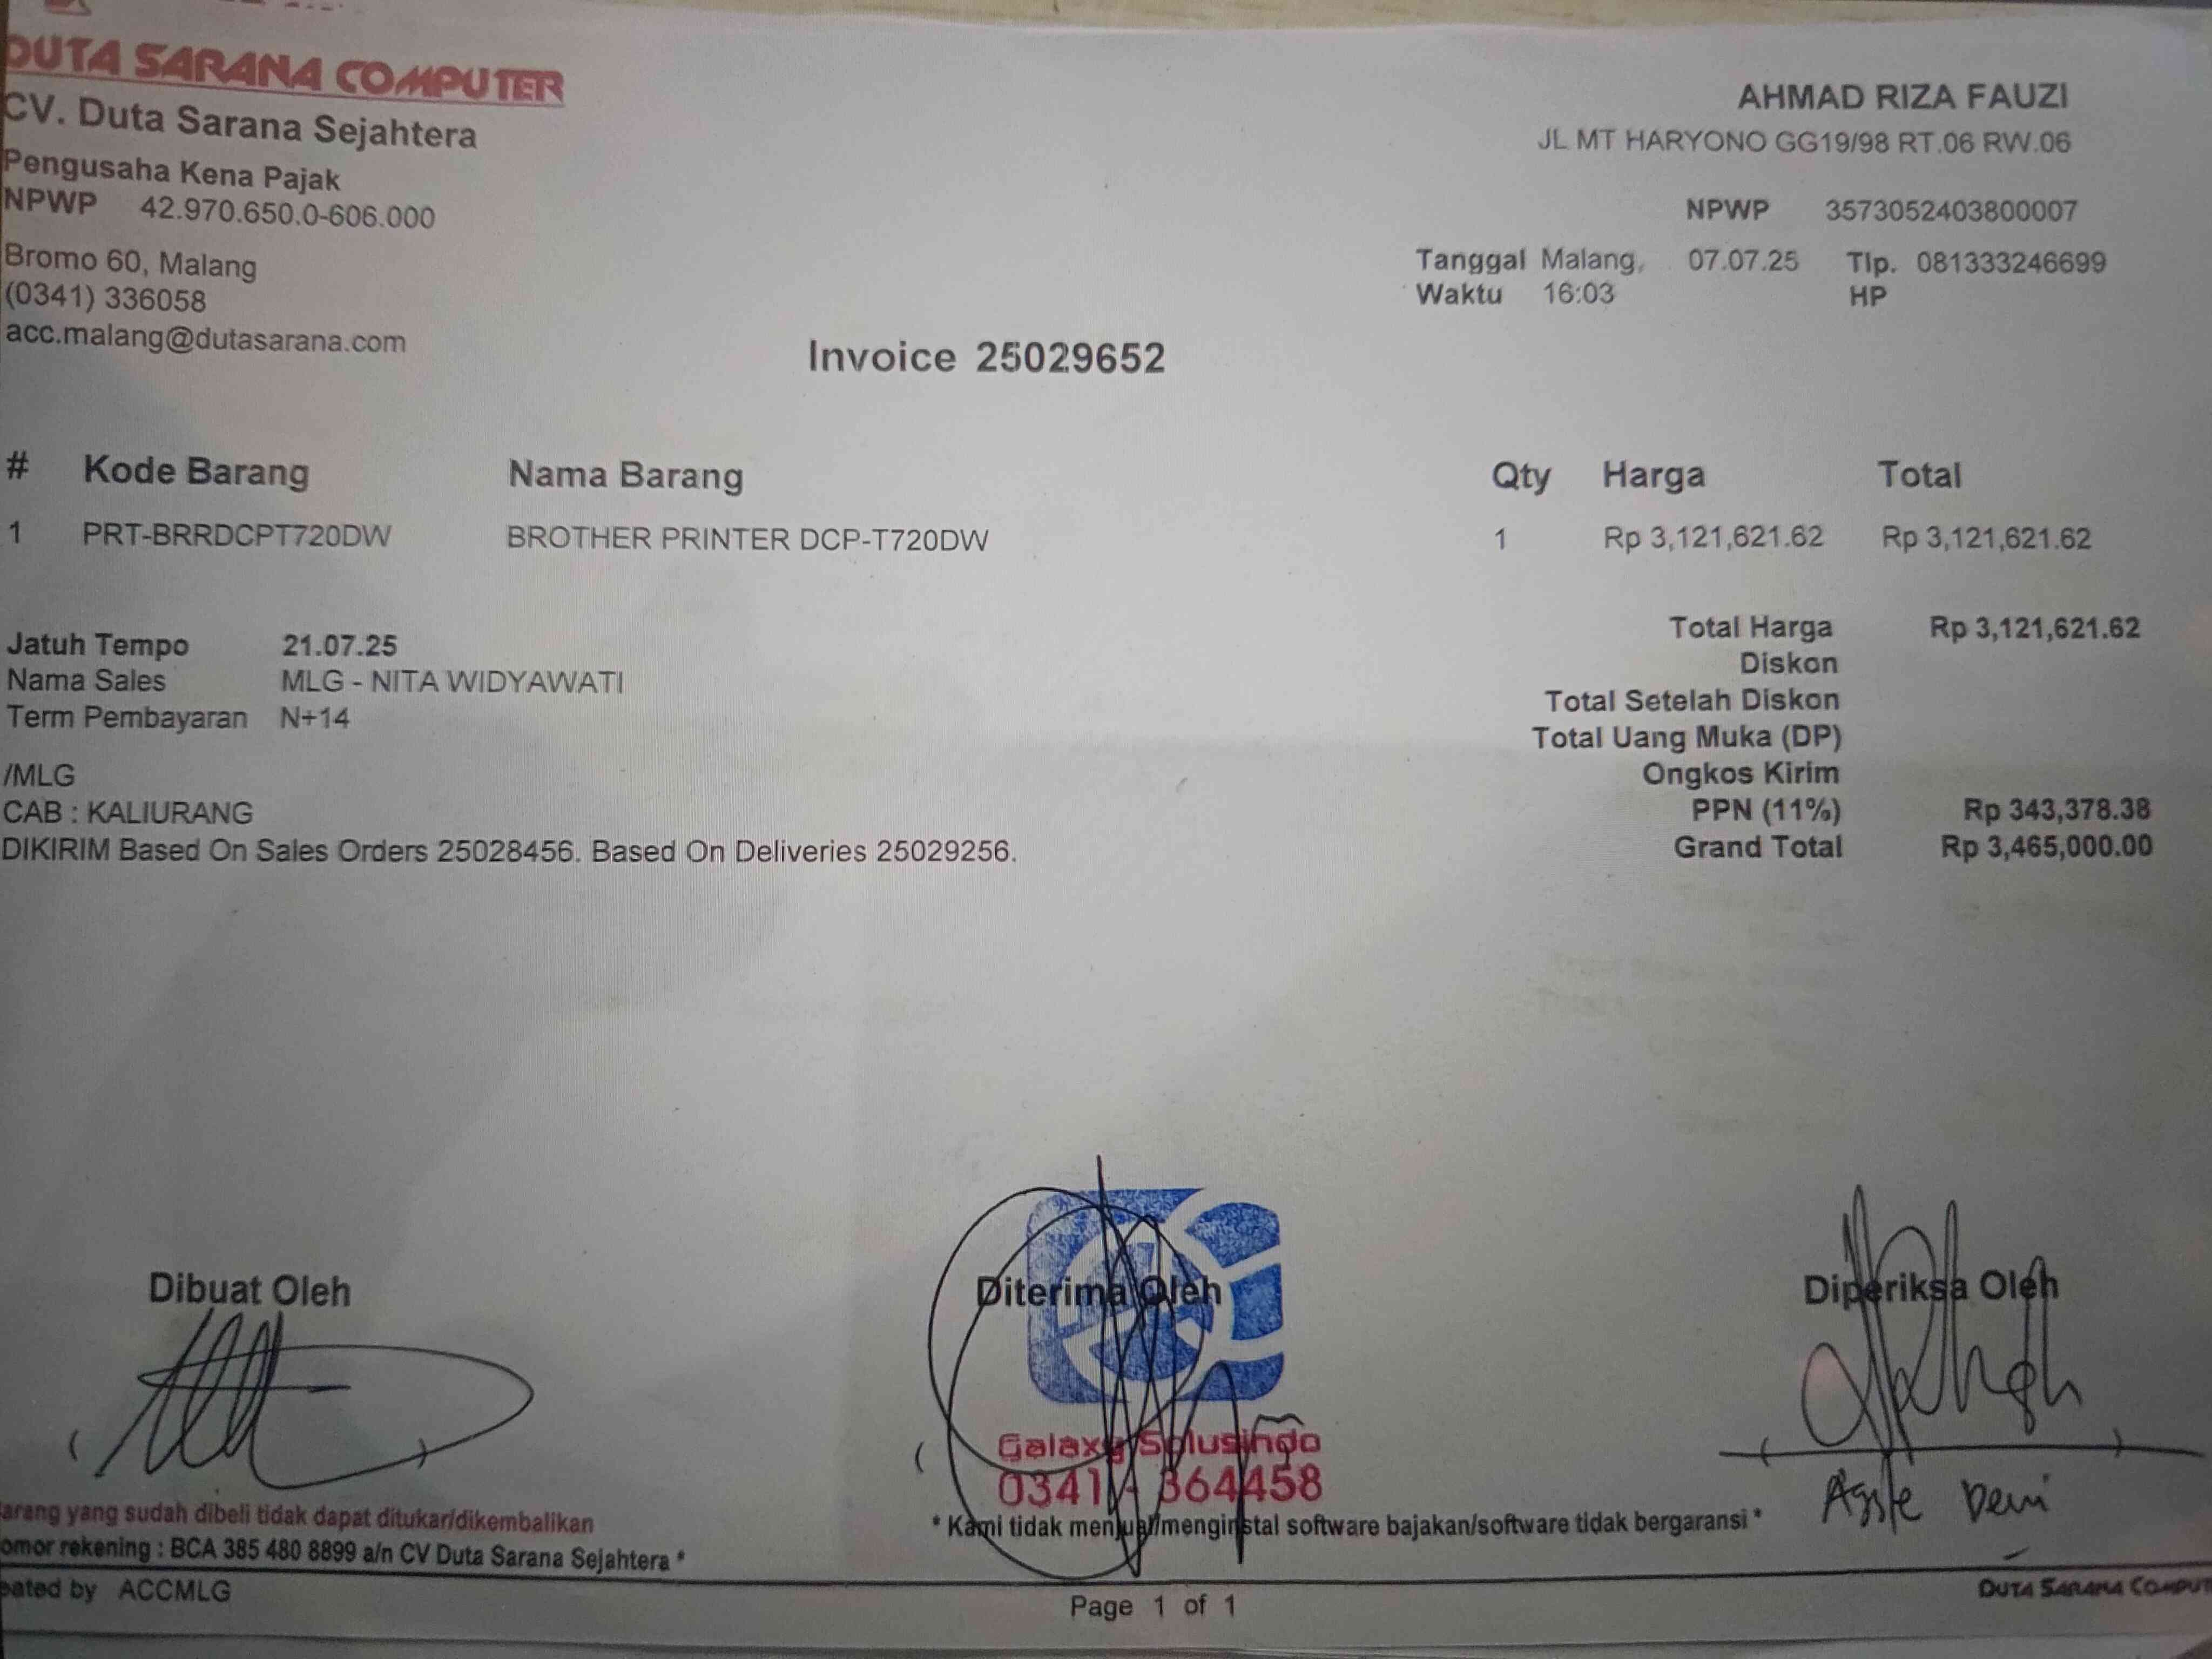 DUTA SARANA COMPUTER
CV. Duta Sarana Sejahtera
Pengusaha Kena Pajak
NPWP 42.970.650.0-606.000
Bromo 60, Malang
(0341) 336058
acc.malang@dutasarana.com
AHMAD RIZA FAUZI
JL MT HARYONO GG19/98 RT.06 RW.06
NPWP 3573052403800007
Tanggal Malang, 07.07.25 Tlp. 081333246699
Waktu 16:03 HP
Invoice 25029652
# Kode Barang Nama Barang Qty Harga Total
1 PRT-BRRDCPT720DW BROTHER PRINTER DCP-T720DW 1 Rp 3,121,621.62 Rp 3,121,621.62
Jatuh Tempo 21.07.25
Nama Sales MLG - NITA WIDYAWATI
Term Pembayaran N+14
/MLG
CAB : KALIURANG
DIKIRIM Based On Sales Orders 25028456. Based On Deliveries 25029256.
Total Harga Rp 3,121,621.62
Diskon
Total Setelah Diskon
Total Uang Muka (DP)
Ongkos Kirim
PPN (11%) Rp 343,378.38
Grand Total Rp 3,465,000.00
Dibuat Oleh
Diterima Oleh
Diperiksa Oleh
Galaxy Solusindo
0341 - 364458
arang yang sudah dibeli tidak dapat ditukar/dikembalikan
omor rekening : BCA 385 480 8899 a/n CV Duta Sarana Sejahtera *
* Kami tidak menjual/menginstal software bajakan/software tidak bergaransi *
eated by ACCMLG
Page 1 of 1
DUTA SARANA COMPUT